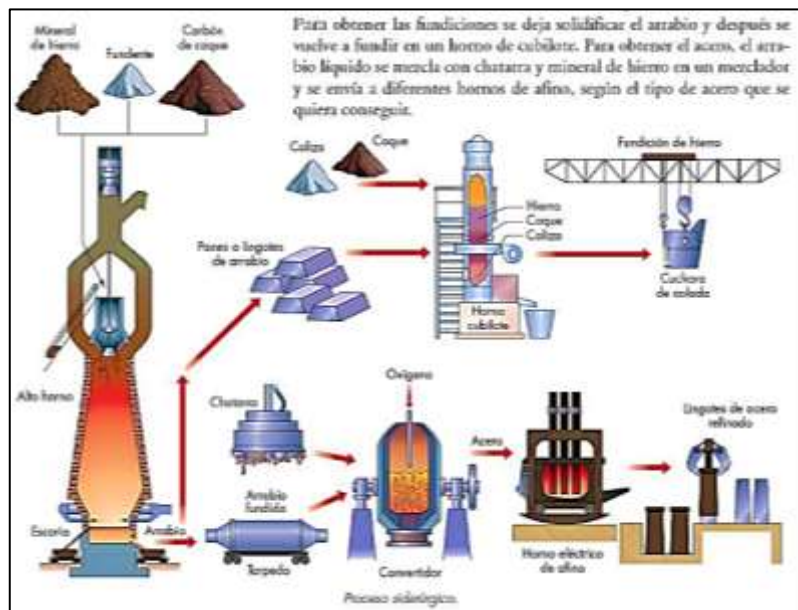 Para obtener las fundiciones se deja solidificar el arrabio y después se
vuelve a fundir en un horno de cubilote. Para obtener el acero, el arra-
bio líquido se mezcla con chatarra y mineral de hierro en un mezclador
y se envía a diferentes hornos de afino, según el tipo de acero que se
quiera conseguir.
Mineral
de hierro
Fundente
Carbón
de coque
Caliza
Coque
Fundición de hierro
Hierro
Coque
Caliza
Panes o lingotes
de arrabio
Horno
cubilote
Cuchara
de colada
Alto horno
Chatarra
Oxígeno
Acero
Lingotes de acero
refinado
Escoria
Arrabio
Arrabio
fundido
Torpedo
Convertidor
Horno eléctrico
de afino
Proceso siderúrgico.